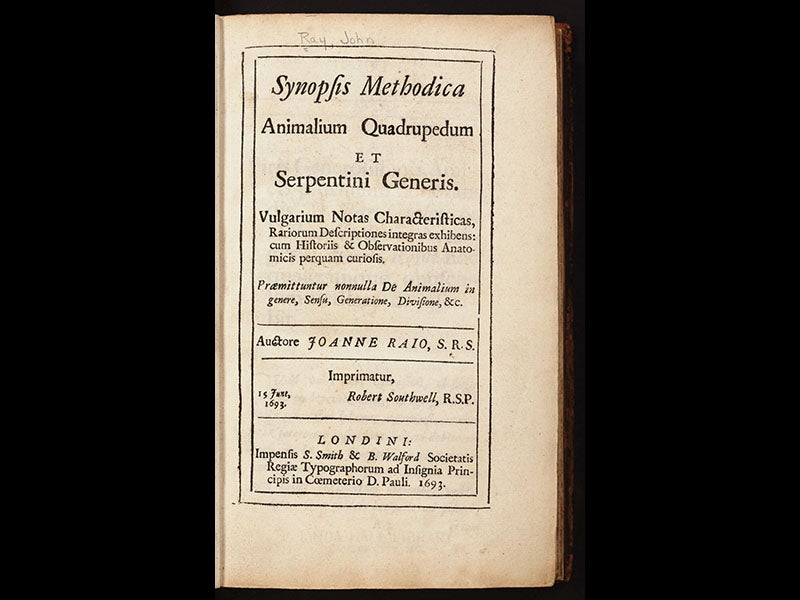 Ray, John
Synopſis Methodica
Animalium Quadrupedum
ET
Serpentini Generis.
Vulgarium Notas Characteriſticas,
Rariorum Deſcriptiones integras exhibens:
cum Hiſtoriis & Obſervationibus Anato-
micis perquam curioſis.
Præmittuntur nonnulla De Animalium in
genere, Senſu, Generatione, Diviſione, &c.
Auctore JOANNE RAIO, S. R. S.
Imprimatur,
15 Junii,
1693.
Robert Southwell, R.S.P.
LONDINI:
Impenſis S. Smith & B. Walford Societatis
Regiæ Typographorum ad Inſignia Prin-
cipis in Cœmeterio D. Pauli. 1693.